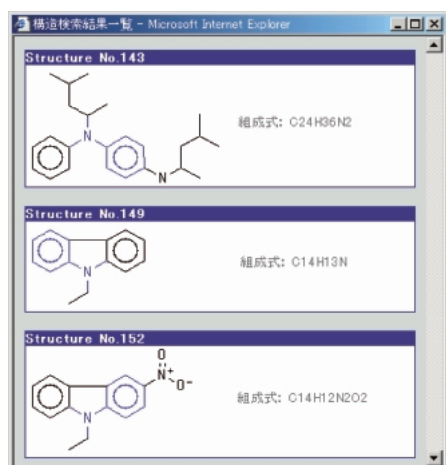 構造検索結果一覧 - Microsoft Internet Explorer
Structure No.143
N
N
組成式: C24H36N2
Structure No.149
N
組成式: C14H13N
Structure No.152
O
N+
O-
N
組成式: C14H12N2O2